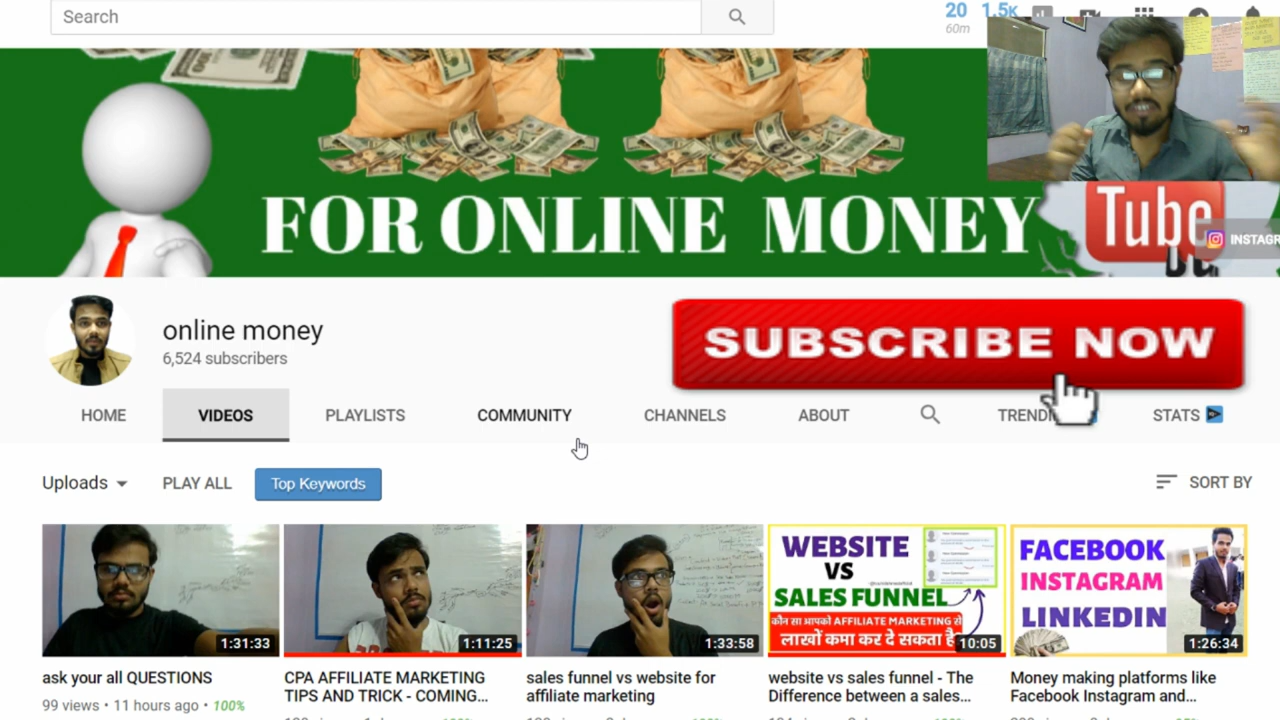 Search
20
1.5K
60m
FOR ONLINE MONEY
Tube
INSTAGR
online money
6,524 subscribers
SUBSCRIBE NOW
HOME
VIDEOS
PLAYLISTS
COMMUNITY
CHANNELS
ABOUT
STATS
Uploads
PLAY ALL
Top Keywords
SORT BY
1:31:33
1:11:25
1:33:58
WEBSITE
VS
SALES FUNNEL
कौन सा आपको AFFILIATE MARKETING से
लाखों कमा कर दे सकता है
10:05
FACEBOOK
INSTAGRAM
LINKEDIN
1:26:34
ask your all QUESTIONS
99 views • 11 hours ago • 100%
CPA AFFILIATE MARKETING
TIPS AND TRICK - COMING...
sales funnel vs website for
affiliate marketing
website vs sales funnel - The
Difference between a sales...
Money making platforms like
Facebook Instagram and...